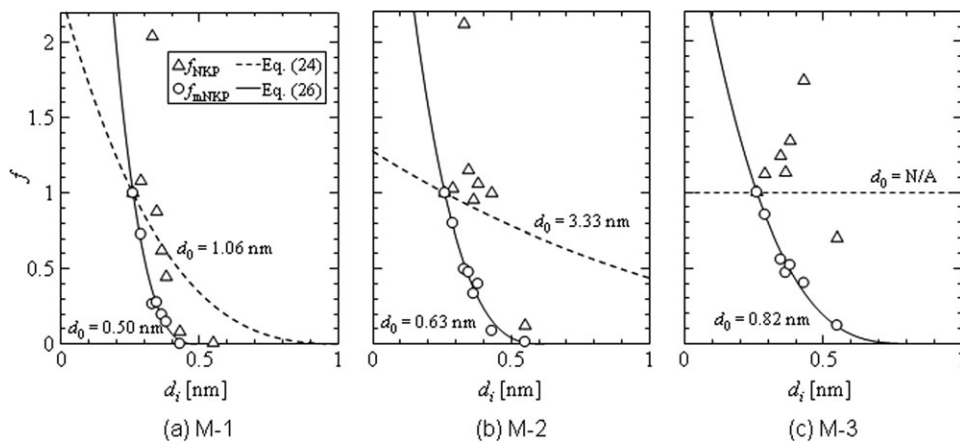 2
1.5
f
1
0.5
0
△ f_NKP ----- Eq. (24)
○ f_mNKP —— Eq. (26)
d_0 = 1.06 nm
d_0 = 0.50 nm
0 0.5 1
d_i [nm]
(a) M-1
d_0 = 3.33 nm
d_0 = 0.63 nm
0 0.5 1
d_i [nm]
(b) M-2
d_0 = N/A
d_0 = 0.82 nm
0 0.5 1
d_i [nm]
(c) M-3